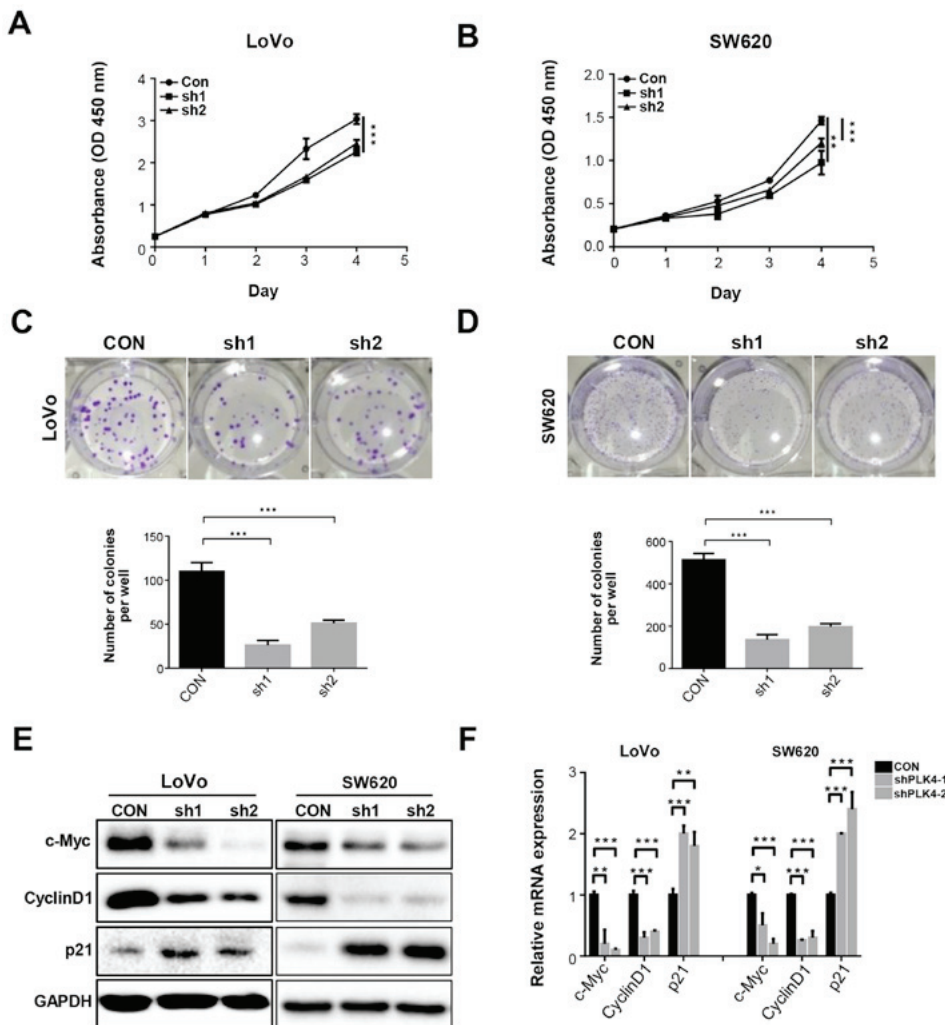 A
LoVo
Absorbance (OD 450 nm)
4
3
2
1
0
Con
sh1
sh2
***
0 1 2 3 4 5
Day
B
SW620
Absorbance (OD 450 nm)
2.0
1.5
1.0
0.5
0.0
Con
sh1
sh2
**
***
0 1 2 3 4 5
Day
C
CON sh1 sh2
LoVo
Number of colonies
per well
150
100
50
0
***
***
CON sh1 sh2
D
CON sh1 sh2
SW620
Number of colonies
per well
600
400
200
0
***
***
CON sh1 sh2
E
LoVo SW620
CON sh1 sh2 CON sh1 sh2
c-Myc
CyclinD1
p21
GAPDH
F
LoVo SW620
CON
shPLK4-1
shPLK4-2
Relative mRNA expression
3
2
1
0
***
**
***
***
**
***
***
*
***
***
***
***
c-Myc CyclinD1 p21 c-Myc CyclinD1 p21